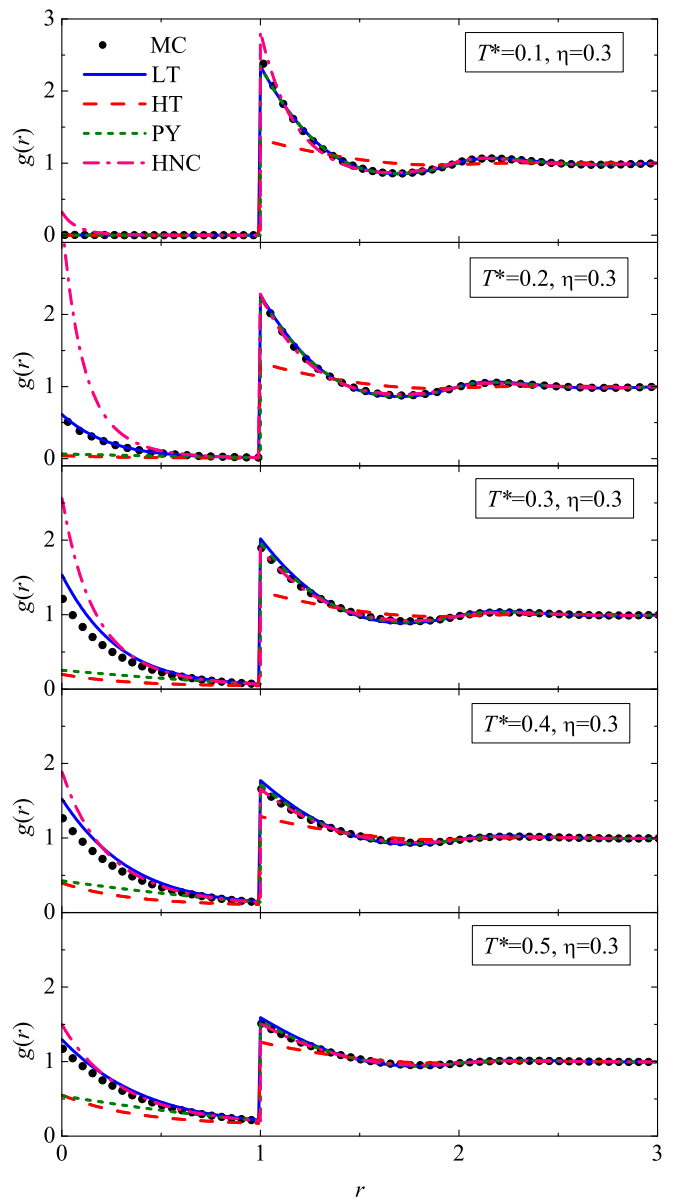 MC
LT
HT
PY
HNC
T*=0.1, η=0.3
3
2
1
0
g(r)
T*=0.2, η=0.3
2
1
0
g(r)
T*=0.3, η=0.3
2
1
0
g(r)
T*=0.4, η=0.3
2
1
0
g(r)
T*=0.5, η=0.3
2
1
0
g(r)
0 1 2 3
r